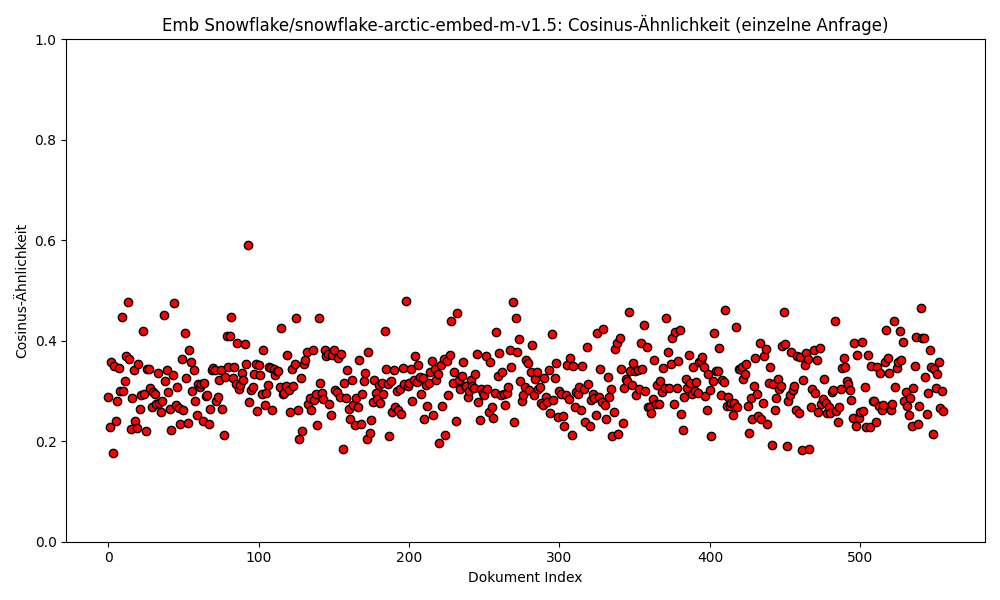 Emb Snowflake/snowflake-arctic-embed-m-v1.5: Cosinus-Ähnlichkeit (einzelne Anfrage)
Cosinus-Ähnlichkeit
1.0
0.8
0.6
0.4
0.2
0.0
0 100 200 300 400 500
Dokument Index